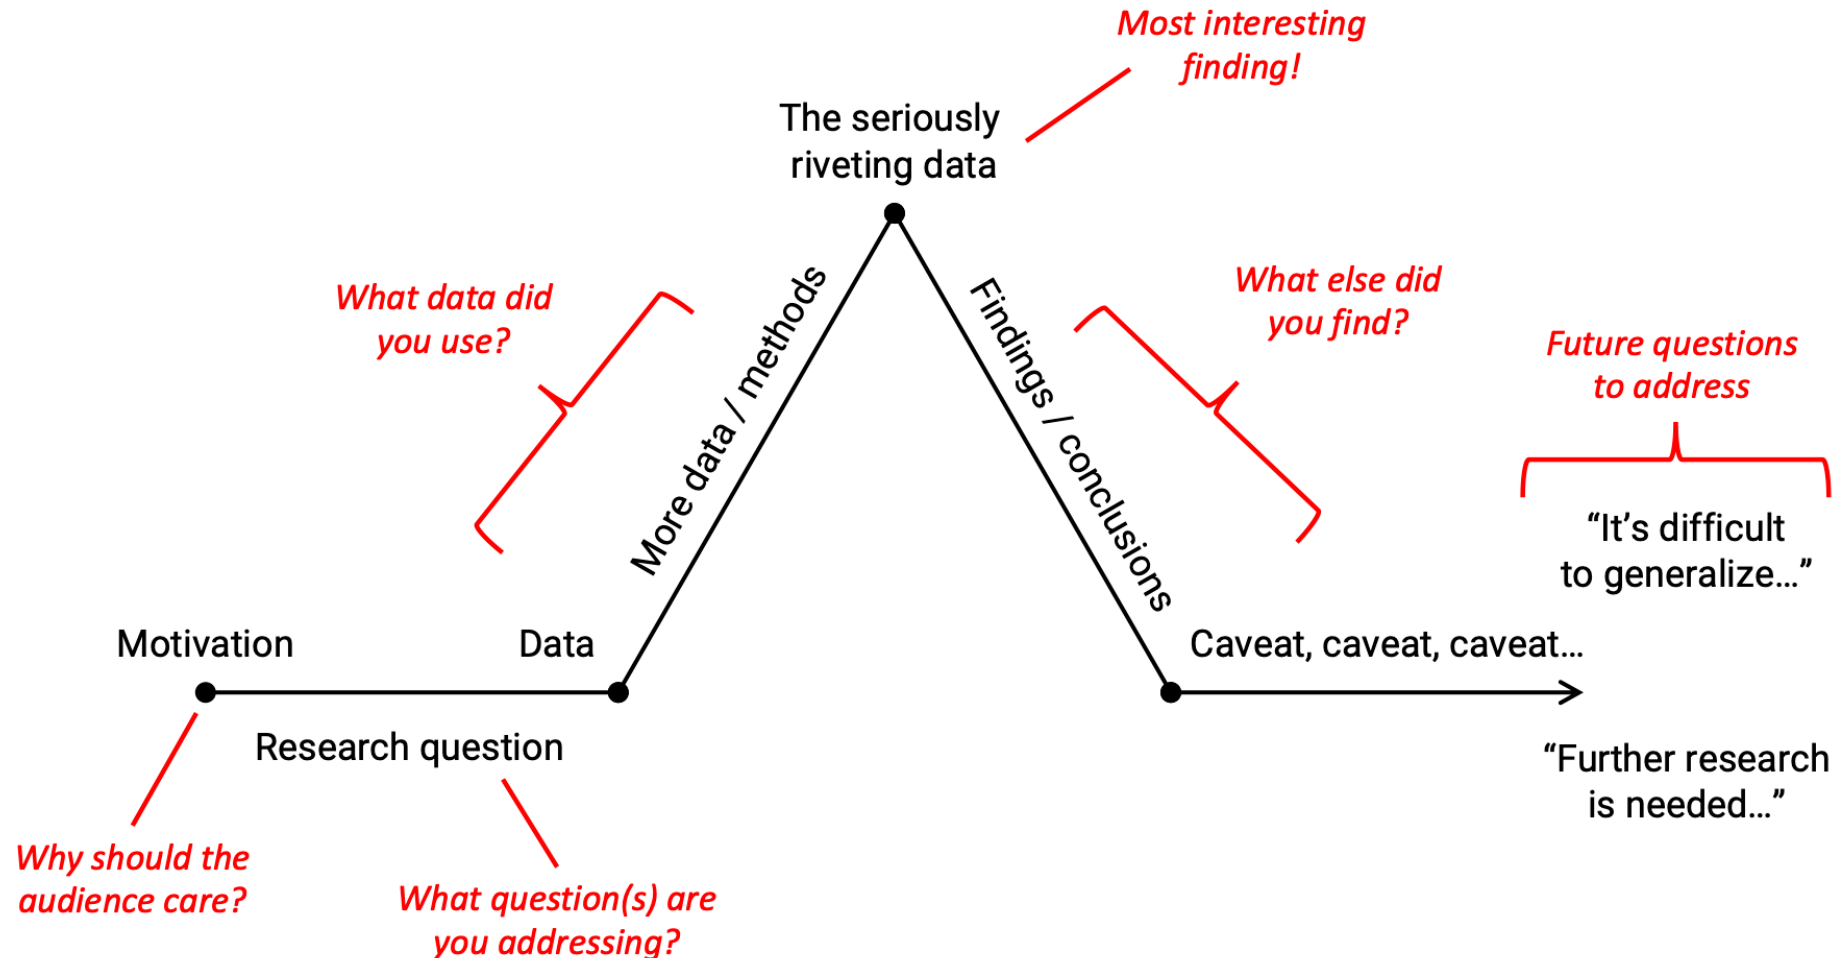 Most interesting
finding!
The seriously
riveting data
What data did
you use?
More data / methods
Findings / conclusions
What else did
you find?
Future questions
to address
“It’s difficult
to generalize...”
Motivation
Data
Caveat, caveat, caveat...
Research question
“Further research
is needed...”
Why should the
audience care?
What question(s) are
you addressing?